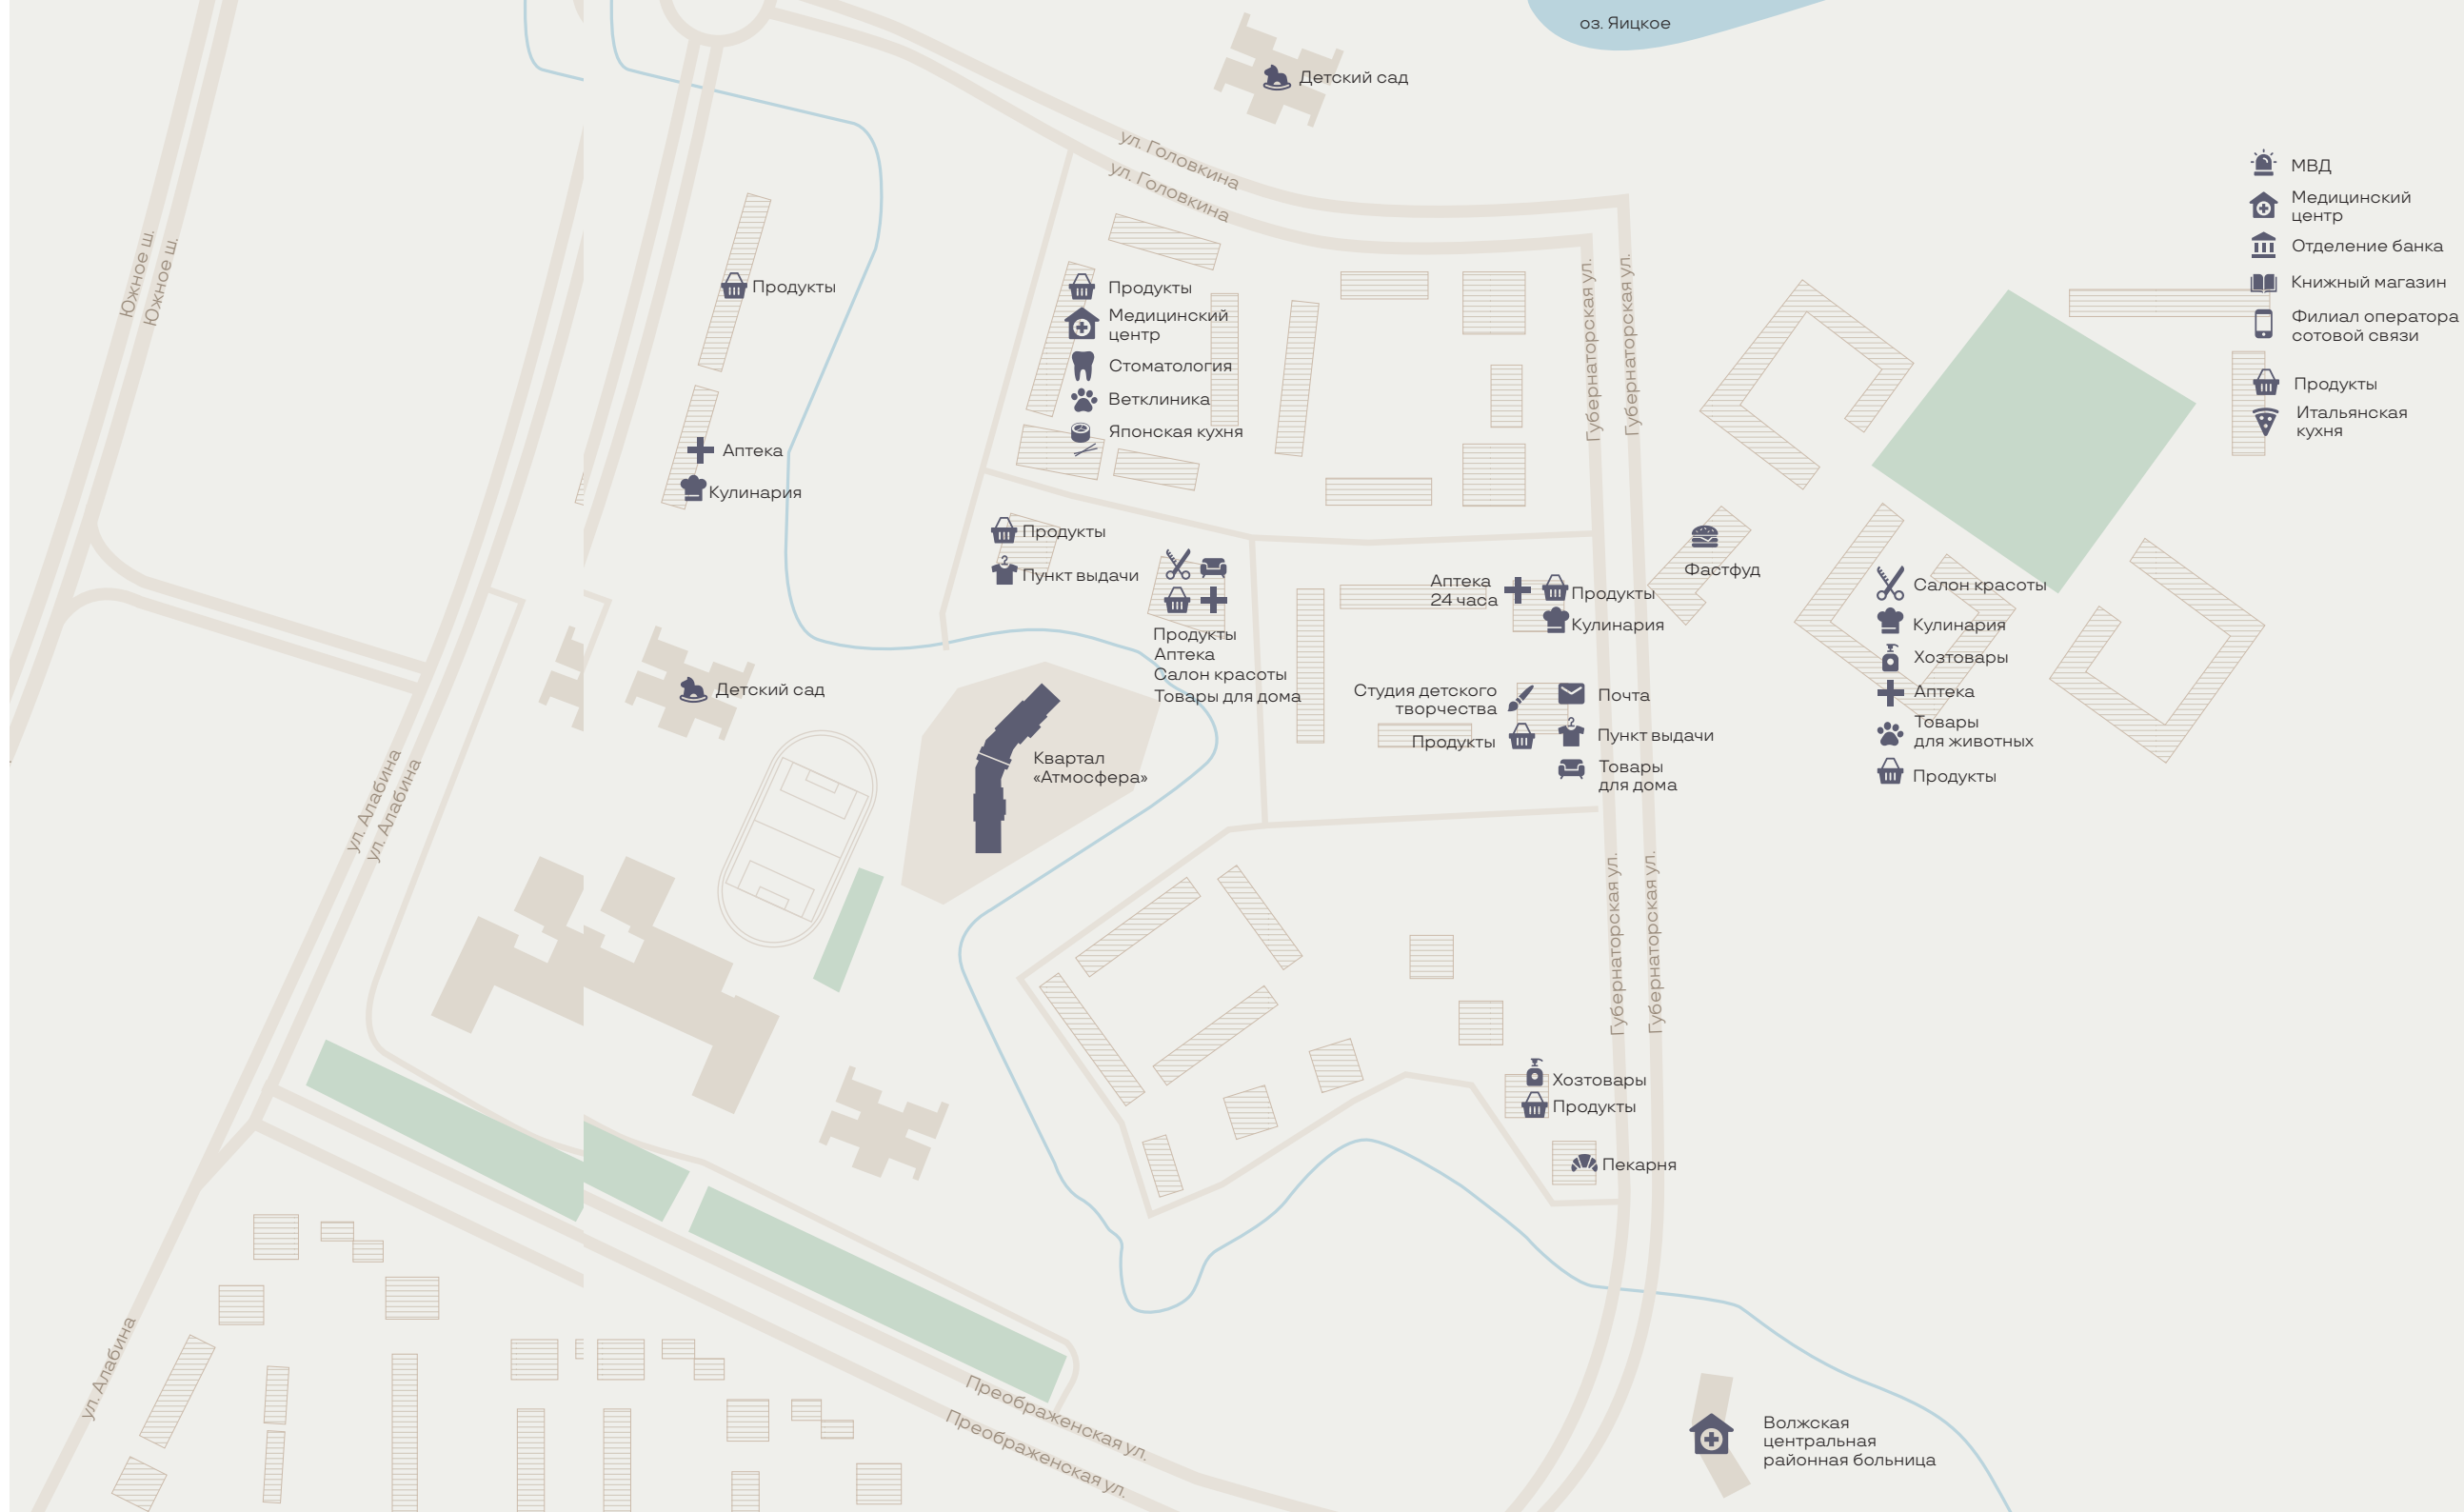 оз. Яицкое
Детский сад
ул. Головкина
ул. Головкина
МВД
Медицинский
центр
Отделение банка
Книжный магазин
Филиал оператора
сотовой связи
Продукты
Итальянская
кухня
Южное ш.
Южное ш.
Продукты
Аптека
Кулинария
Продукты
Медицинский
центр
Стоматология
Ветклиника
Японская кухня
Губернаторская ул.
Губернаторская ул.
Продукты
Пункт выдачи
Продукты
Аптека
Салон красоты
Товары для дома
Аптека
24 часа
Продукты
Кулинария
Фастфуд
Салон красоты
Кулинария
Хозтовары
Аптека
Товары
для животных
Продукты
Студия детского
творчества
Продукты
Почта
Пункт выдачи
Товары
для дома
Детский сад
Квартал
«Атмосфера»
ул. Алабина
ул. Алабина
Губернаторская ул.
Губернаторская ул.
Хозтовары
Продукты
Пекарня
ул. Алабина
Преображенская ул.
Преображенская ул.
Волжская
центральная
районная больница